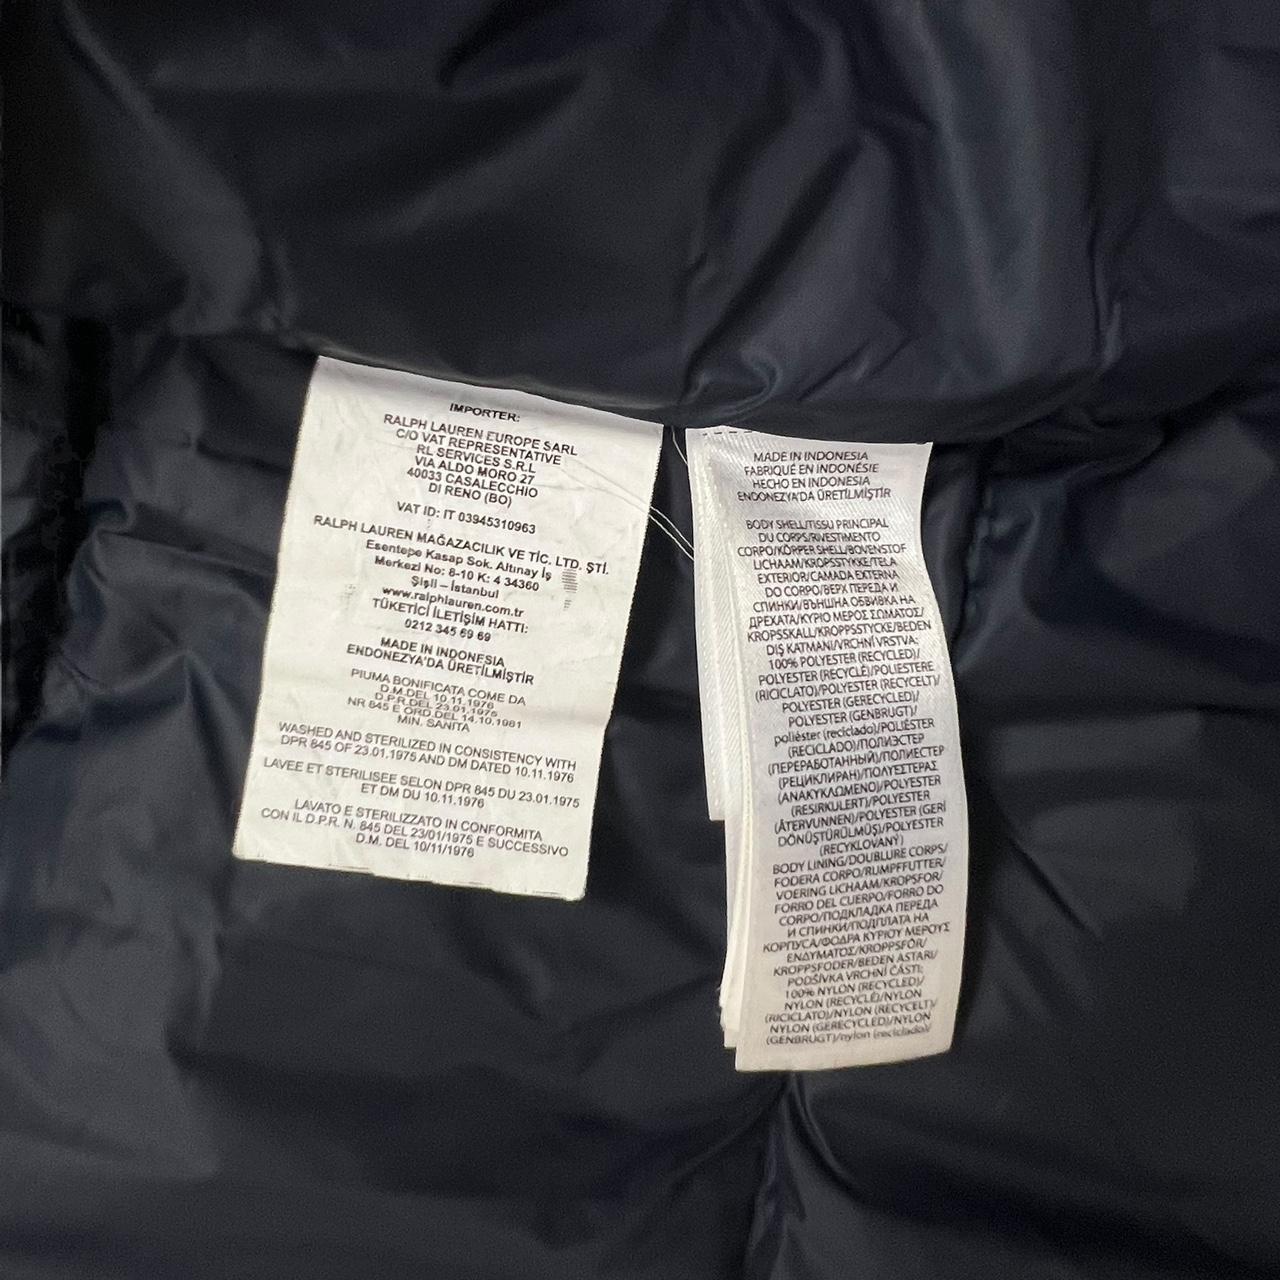 IMPORTER:
RALPH LAUREN EUROPE SARL
C/O VAT REPRESENTATIVE
RL SERVICES S.R.L
VIA ALDO MORO 27
40033 CASALECCHIO
DI RENO (BO)
VAT ID: IT 03945310963
RALPH LAUREN MAĞAZACILIK VE TİC. LTD. ŞTİ.
Esentepe Kasap Sok. Altınay İş
Merkezi No: 8-10 K: 4 34360
Şişli – İstanbul
www.ralphlauren.com.tr
TÜKETİCİ İLETİŞİM HATTI:
0212 345 69 69
MADE IN INDONESIA
ENDONEZYA'DA ÜRETİLMİŞTİR
PIUMA BONIFICATA COME DA
D.M.DEL 10.11.1976
D.P.R.DEL 23.01.1975
NR 845 E ORD.DEL 14.10.1981
MIN. SANITA
WASHED AND STERILIZED IN CONSISTENCY WITH
DPR 845 OF 23.01.1975 AND DM DATED 10.11.1976
LAVEE ET STERILISEE SELON DPR 845 DU 23.01.1975
ET DM DU 10.11.1976
LAVATO E STERILIZZATO IN CONFORMITA
CON IL D.P.R. N. 845 DEL 23/01/1975 E SUCCESSIVO
D.M. DEL 10/11/1976
MADE IN INDONESIA
FABRIQUÉ EN INDONÉSIE
HECHO EN INDONESIA
ENDONEZYA'DA ÜRETİLMİŞTİR
BODY SHELL/TISSU PRINCIPAL
DU CORPS/RIVESTIMENTO
CORPO/KÖRPER SHELL/BOVENSTOF
LICHAAM/KROPSSTYKKE/TELA
EXTERIOR/CAMADA EXTERNA
DO CORPO/ВЕРХ ПЕРЕДА И
СПИНКИ/ВЪНШНА ОБВИВКА НА
ДРЕХАТА/ΚΥΡΙΟ ΜΕΡΟΣ ΣΩΜΑΤΟΣ/
KROPSSKALL/KROPPSSTYCKE/BEDEN
DIŞ KATMANI/VRCHNÍ VRSTVA:
100% POLYESTER (RECYCLED)/
POLYESTER (RECYCLÉ)/POLIESTERE
(RICICLATO)/POLYESTER (RECYCELT)/
POLYESTER (GERECYCLED)/
POLYESTER (GENBRUGT)/
poliéster (reciclado)/POLIÉSTER
(RECICLADO)/ПОЛИЭСТЕР
(ПЕРЕРАБОТАННЫЙ)/ПОЛИЕСТЕР
(РЕЦИКЛИРАН)/ΠΟΛΥΕΣΤΕΡΑΣ
(ΑΝΑΚΥΚΛΩΜΕΝΟ)/POLYESTER
(RESIRKULERT)/POLYESTER
(ÅTERVUNNEN)/POLYESTER (GERİ
DÖNÜŞTÜRÜLMÜŞ)/POLYESTER
(RECYKLOVANÝ)
BODY LINING/DOUBLURE CORPS/
FODERA CORPO/RUMPFFUTTER/
VOERING LICHAAM/KROPSFOR/
FORRO DEL CUERPO/FORRO DO
CORPO/ПОДКЛАДКА ПЕРЕДА
И СПИНКИ/ПОДПЛАТА НА
КОРПУСА/ΦΟΔΡΑ ΚΥΡΙΟΥ ΜΕΡΟΥΣ
ΕΝΔΥΜΑΤΟΣ/KROPPSFÔR/
KROPPSFODER/BEDEN ASTARI/
PODŠÍVKA VRCHNÍ ČÁSTI:
100% NYLON (RECYCLED)/
NYLON (RECYCLÉ)/NYLON
(RICICLATO)/NYLON (RECYCELT)/
NYLON (GERECYCLED)/NYLON
(GENBRUGT)/nylon (reciclado)/